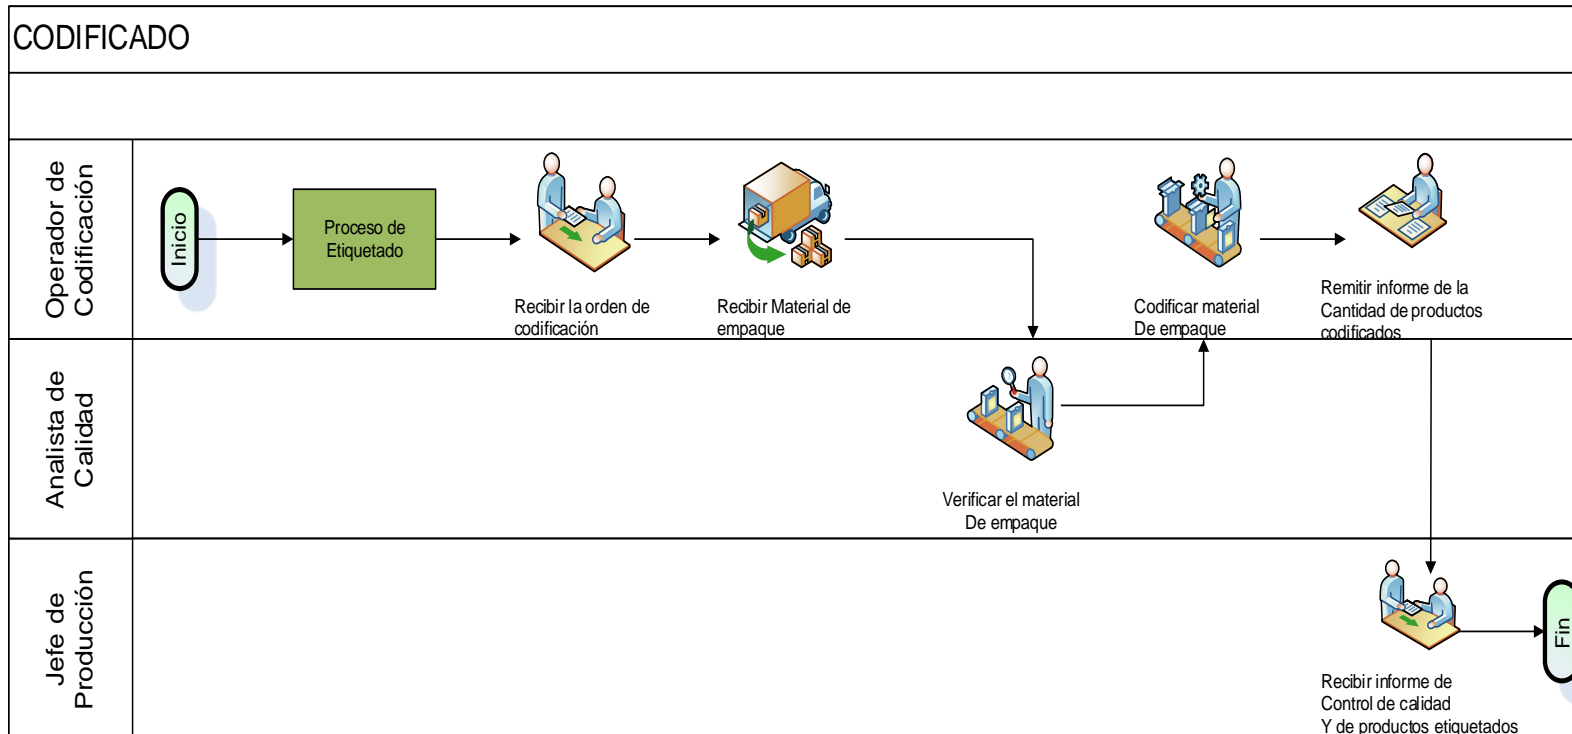 CODIFICADO
Operador de
Codificación
Inicio
Proceso de
Etiquetado
Recibir la orden de
codificación
Recibir Material de
empaque
Codificar material
De empaque
Remitir informe de la
Cantidad de productos
codificados
Analista de
Calidad
Verificar el material
De empaque
Jefe de
Producción
Recibir informe de
Control de calidad
Y de productos etiquetados
Fin